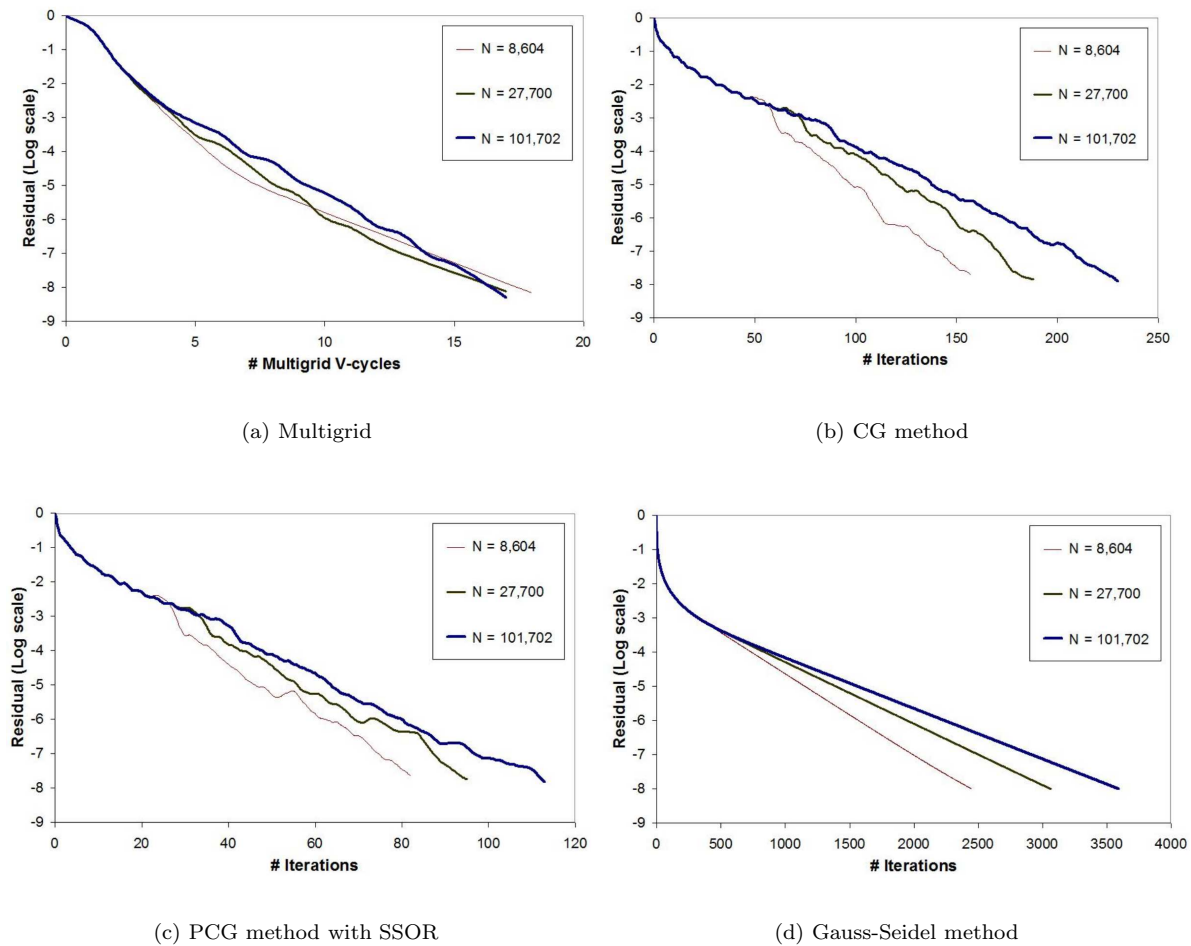 0
-1
-2
-3
-4
-5
-6
-7
-8
-9
Residual (Log scale)
N = 8,604
N = 27,700
N = 101,702
0 5 10 15 20
# Multigrid V-cycles
(a) Multigrid
0
-1
-2
-3
-4
-5
-6
-7
-8
-9
Residual (Log scale)
N = 8,604
N = 27,700
N = 101,702
0 50 100 150 200 250
# Iterations
(b) CG method
0
-1
-2
-3
-4
-5
-6
-7
-8
-9
Residual (Log scale)
N = 8,604
N = 27,700
N = 101,702
0 20 40 60 80 100 120
# Iterations
(c) PCG method with SSOR
0
-1
-2
-3
-4
-5
-6
-7
-8
-9
Residual (Log scale)
N = 8,604
N = 27,700
N = 101,702
0 500 1000 1500 2000 2500 3000 3500 4000
# Iterations
(d) Gauss-Seidel method